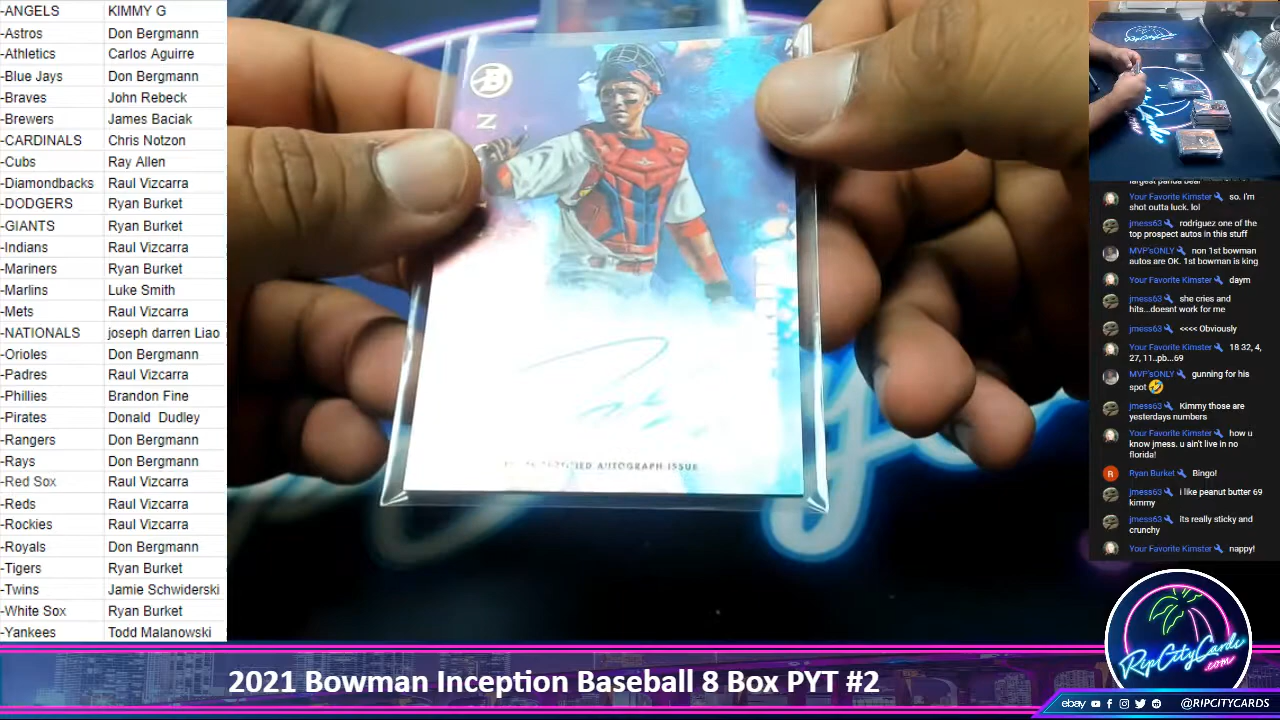 -ANGELS KIMMY G
-Astros Don Bergmann
-Athletics Carlos Aguirre
-Blue Jays Don Bergmann
-Braves John Rebeck
-Brewers James Baciak
-CARDINALS Chris Notzon
-Cubs Ray Allen
-Diamondbacks Raul Vizcarra
-DODGERS Ryan Burket
-GIANTS Ryan Burket
-Indians Raul Vizcarra
-Mariners Ryan Burket
-Marlins Luke Smith
-Mets Raul Vizcarra
-NATIONALS joseph darren Liao
-Orioles Don Bergmann
-Padres Raul Vizcarra
-Phillies Brandon Fine
-Pirates Donald Dudley
-Rangers Don Bergmann
-Rays Don Bergmann
-Red Sox Raul Vizcarra
-Reds Raul Vizcarra
-Rockies Raul Vizcarra
-Royals Don Bergmann
-Tigers Ryan Burket
-Twins Jamie Schwiderski
-White Sox Ryan Burket
-Yankees Todd Malanowski
B
N
AUTOGRAPH ISSUE
largest panda bear
Your Favorite Kimster so. I'm
shot outta luck. lol
jmess63 rodriguez one of the
top prospect autos in this stuff
MVP'sONLY non 1st bowman
autos are OK. 1st bowman is king
Your Favorite Kimster daym
jmess63 she cries and
hits...doesnt work for me
jmess63 <<<< Obviously
Your Favorite Kimster 18 32, 4,
27, 11..pb...69
MVP'sONLY gunning for his
spot 🤣
jmess63 Kimmy those are
yesterdays numbers
Your Favorite Kimster how u
know jmess. u ain't live in no
florida!
R Ryan Burket Bingo!
jmess63 i like peanut butter 69
kimmy
jmess63 its really sticky and
crunchy
Your Favorite Kimster nappy!
RipCityCards
.com
2021 Bowman Inception Baseball 8 Box PYT #2
ebay @RIPCITYCARDS